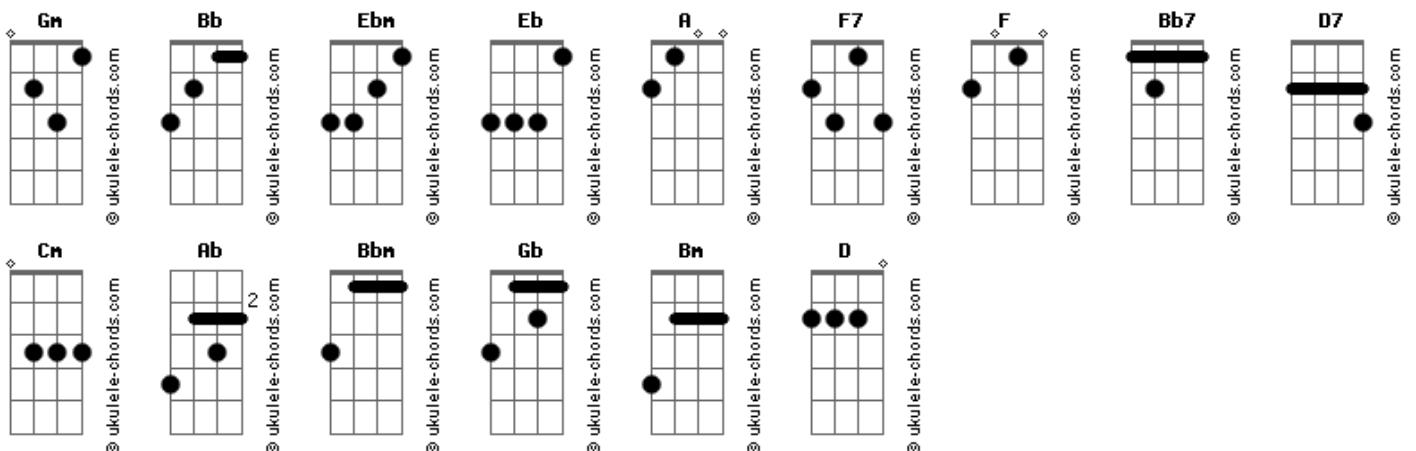 Gm Bb Ebm Eb A F7 F Bb7 D7
© ukulele-chords.com © ukulele-chords.com © ukulele-chords.com © ukulele-chords.com © ukulele-chords.com © ukulele-chords.com © ukulele-chords.com © ukulele-chords.com © ukulele-chords.com
Cm Ab Bbm Gb Bm D
2
© ukulele-chords.com © ukulele-chords.com © ukulele-chords.com © ukulele-chords.com © ukulele-chords.com © ukulele-chords.com